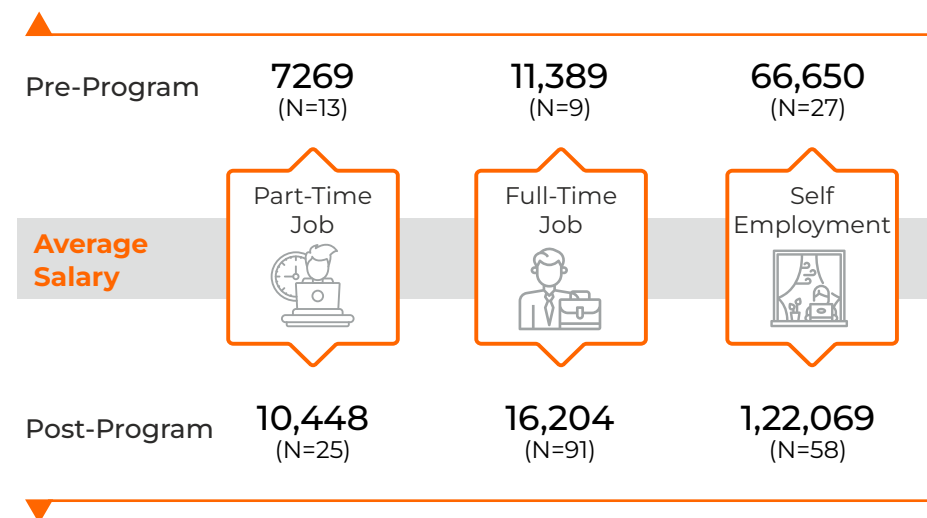 Pre-Program
7269
(N=13)
11,389
(N=9)
66,650
(N=27)
Average
Salary
Part-Time
Job
Full-Time
Job
Self
Employment
Post-Program
10,448
(N=25)
16,204
(N=91)
1,22,069
(N=58)